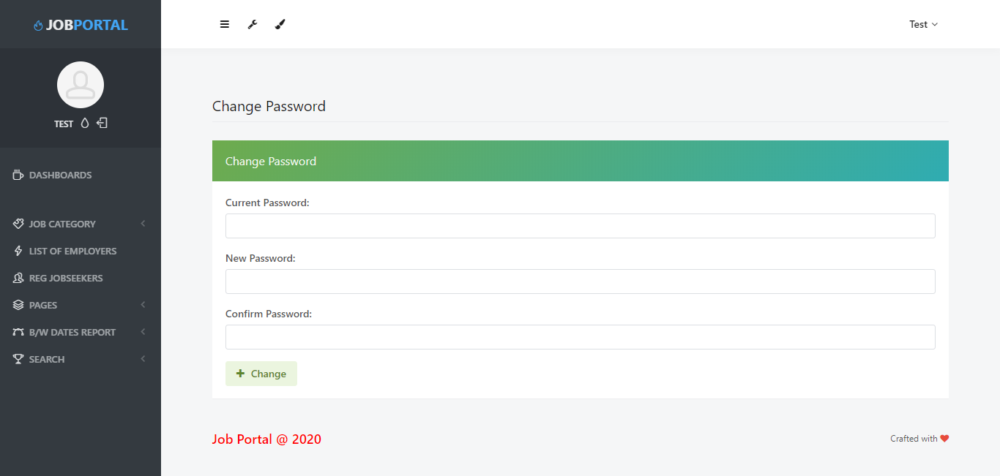 JOBPORTAL
Test
TEST
DASHBOARDS
JOB CATEGORY
LIST OF EMPLOYERS
REG JOBSEEKERS
PAGES
B/W DATES REPORT
SEARCH
Change Password
Change Password
Current Password:
New Password:
Confirm Password:
Change
Job Portal @ 2020
Crafted with